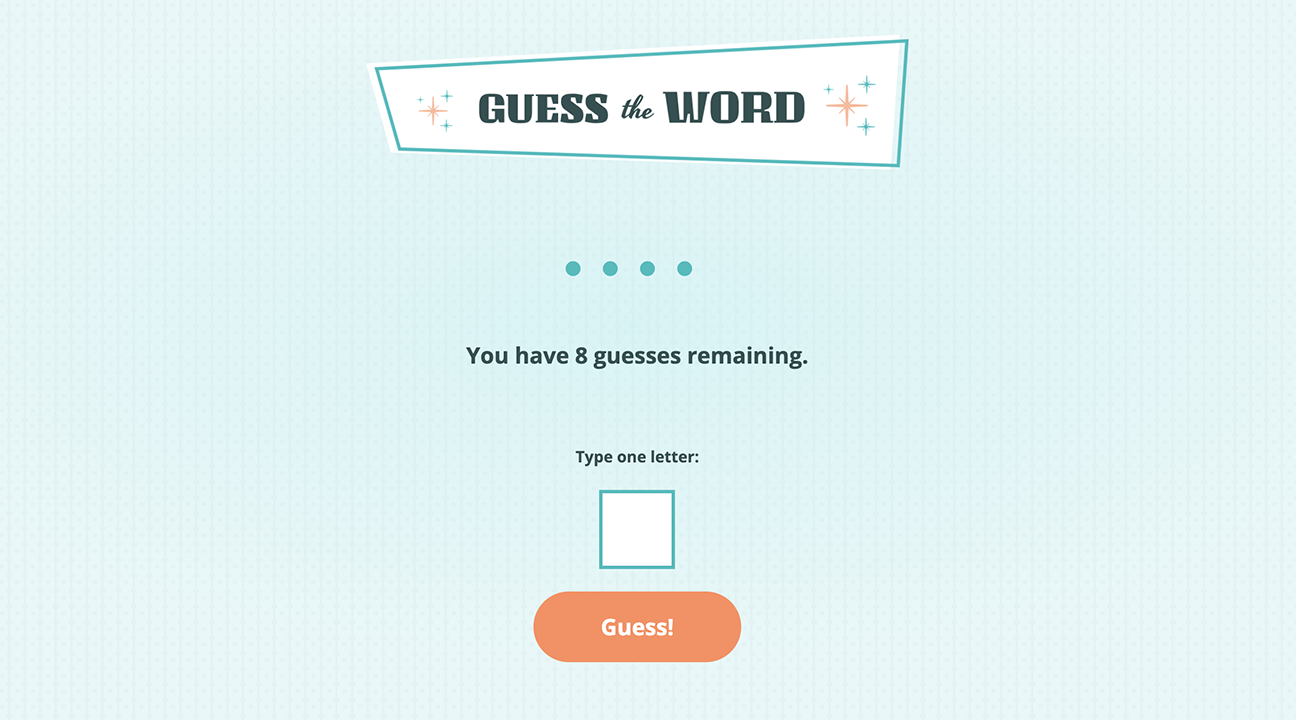 GUESS the WORD
● ● ● ●
You have 8 guesses remaining.
Type one letter:
Guess!